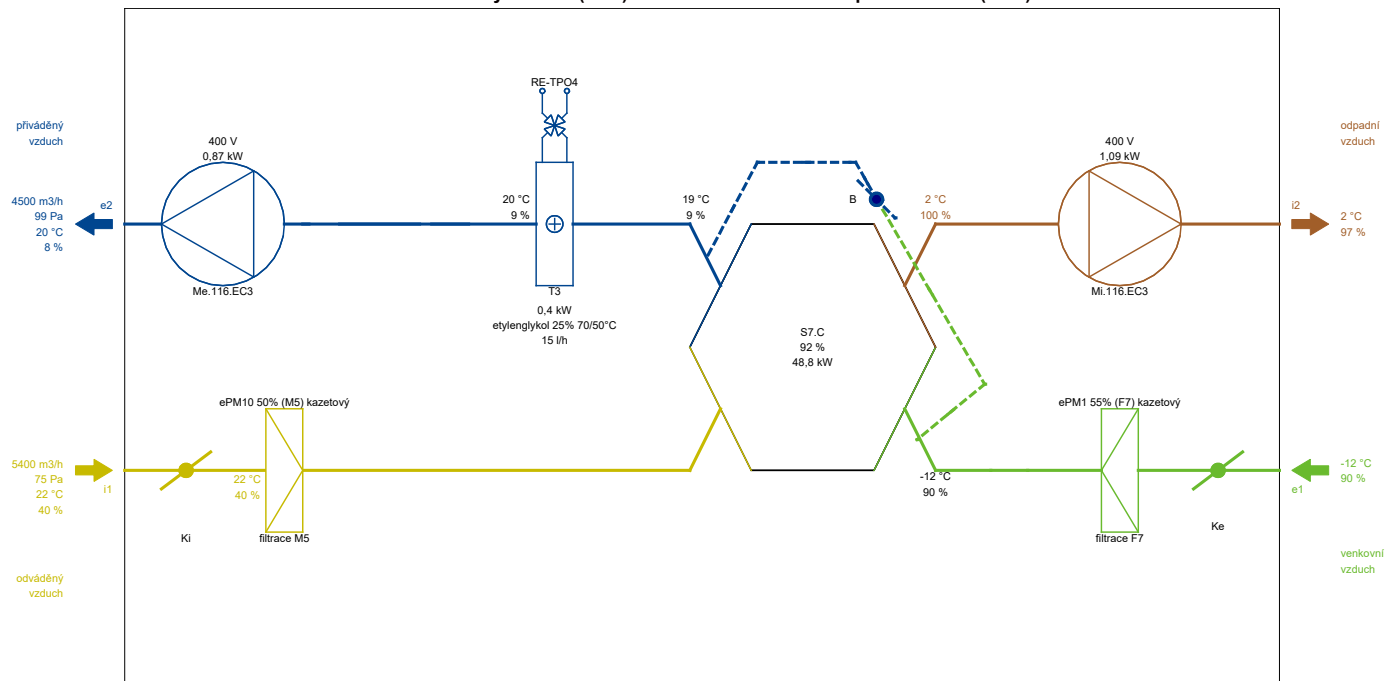 RE-TPO4
přiváděný
vzduch
400 V
0,87 kW
400 V
1,09 kW
odpadní
vzduch
4500 m3/h
99 Pa
20 °C
8 %
e2
20 °C
9 %
19 °C
9 %
B
2 °C
100 %
i2
2 °C
97 %
Me.116.EC3
T3
Mi.116.EC3
0,4 kW
etylenglykol 25% 70/50°C
15 l/h
S7.C
92 %
48,8 kW
ePM10 50% (M5) kazetový
ePM1 55% (F7) kazetový
5400 m3/h
75 Pa
22 °C
40 %
i1
22 °C
40 %
-12 °C
90 %
-12 °C
90 %
e1
Ki
filtrace M5
filtrace F7
Ke
venkovní
vzduch
odváděný
vzduch